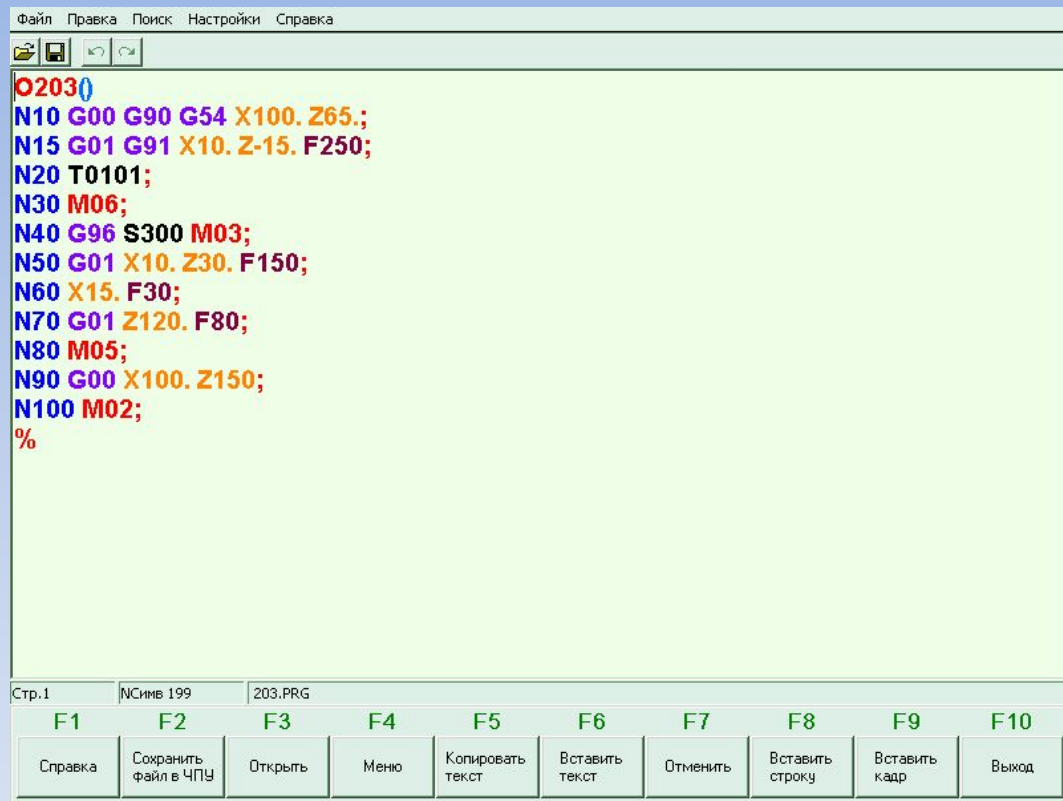 Файл Правка Поиск Настройки Справка
O203()
N10 G00 G90 G54 X100. Z65.;
N15 G01 G91 X10. Z-15. F250;
N20 T0101;
N30 M06;
N40 G96 S300 M03;
N50 G01 X10. Z30. F150;
N60 X15. F30;
N70 G01 Z120. F80;
N80 M05;
N90 G00 X100. Z150;
N100 M02;
%
Стр.1 NСимв 199 203.PRG
F1 F2 F3 F4 F5 F6 F7 F8 F9 F10
Справка Сохранить файл в ЧПУ Открыть Меню Копировать текст Вставить текст Отменить Вставить строку Вставить кадр Выход